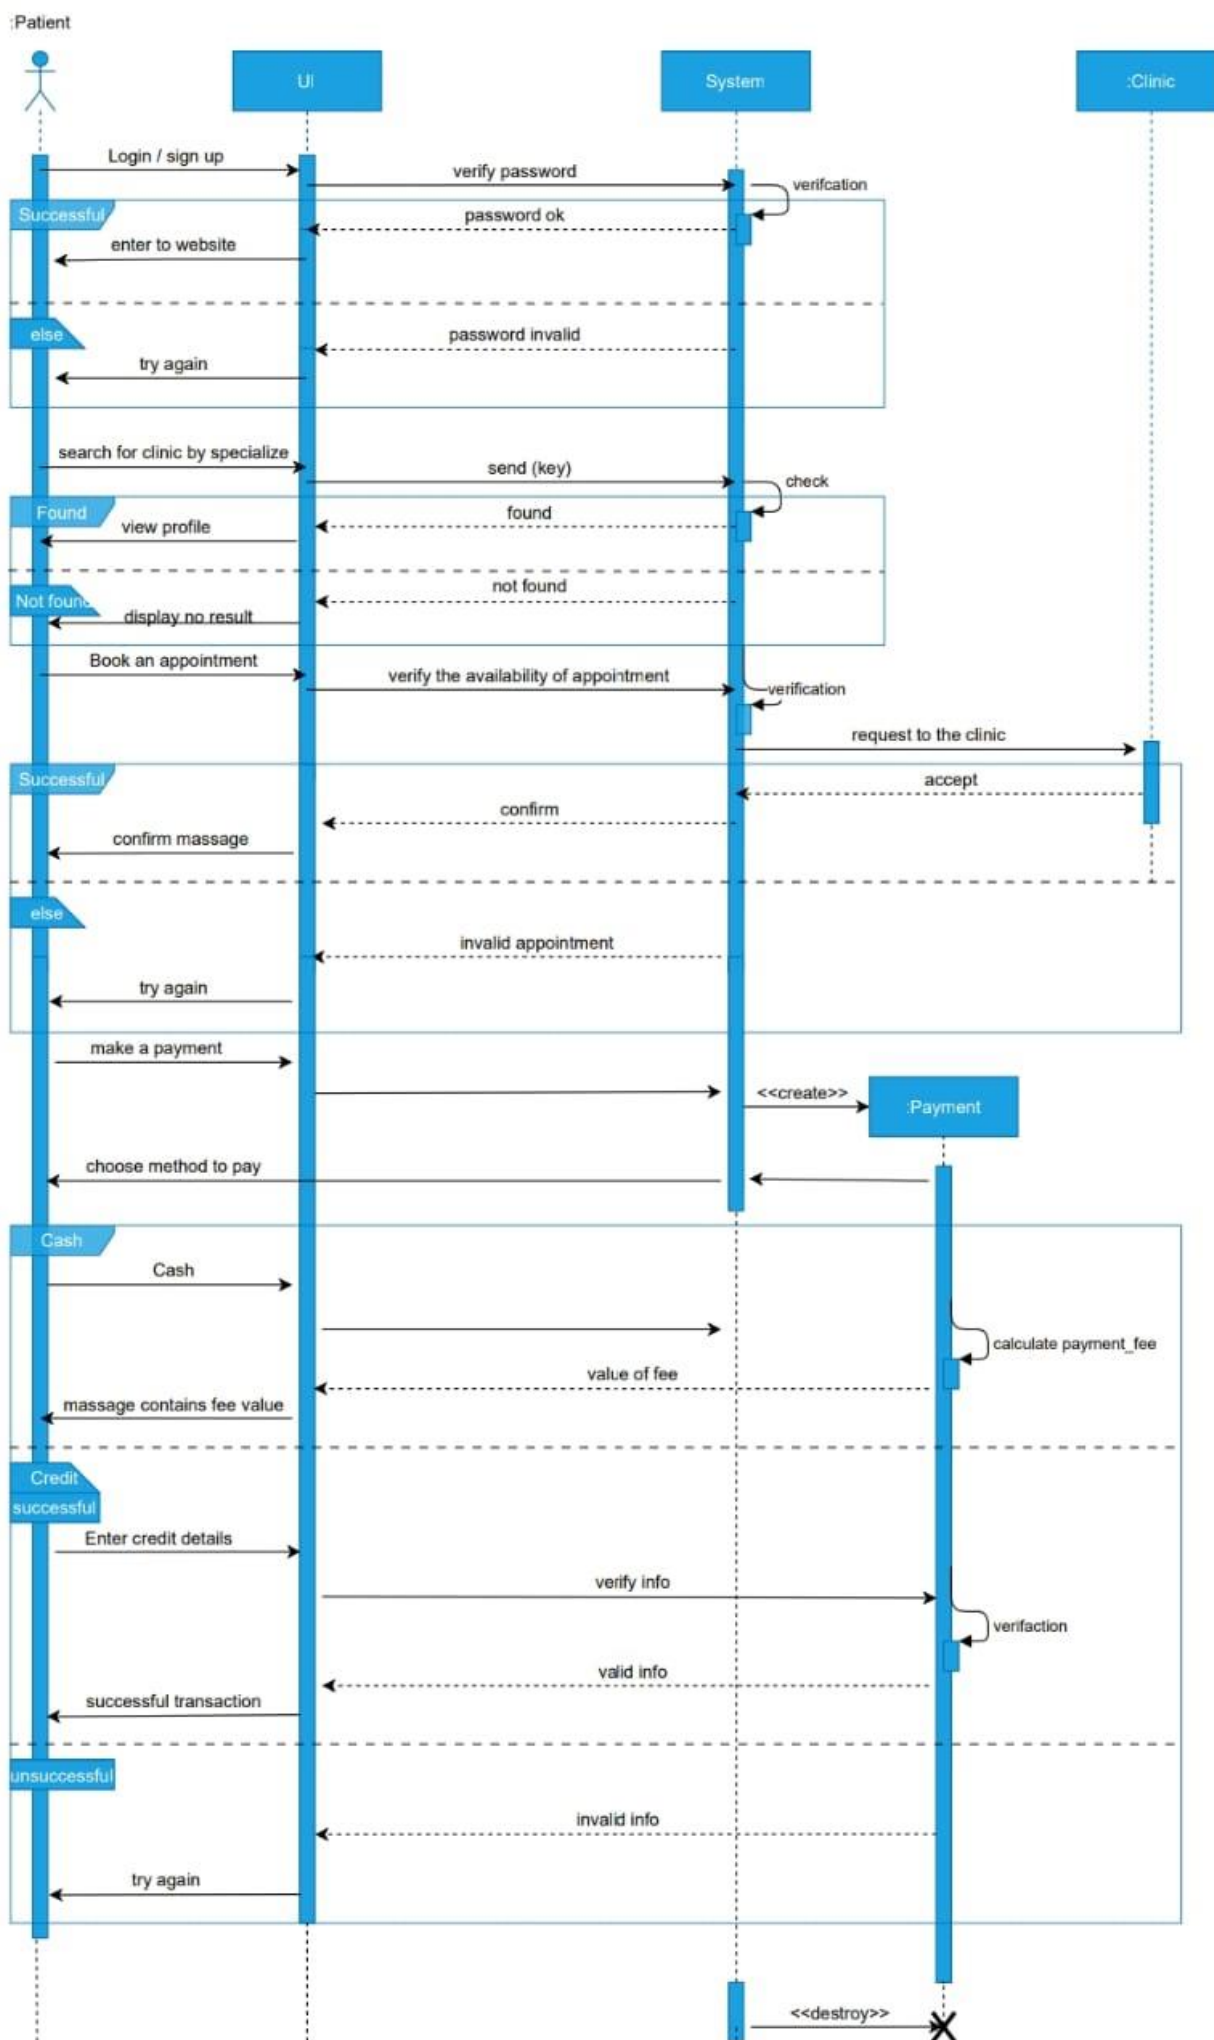 :Patient
UI
System
:Clinic
Login / sign up
verify password
verifcation
Successful
password ok
enter to website
else
password invalid
try again
search for clinic by specialize
send (key)
check
Found
found
view profile
not found
Not found
display no result
Book an appointment
verify the availability of appointment
verification
request to the clinic
Successful
accept
confirm
confirm massage
else
invalid appointment
try again
make a payment
<<create>>
:Payment
choose method to pay
Cash
Cash
calculate payment_fee
value of fee
massage contains fee value
Credit
successful
Enter credit details
verify info
verifaction
valid info
successful transaction
unsuccessful
invalid info
try again
<<destroy>>